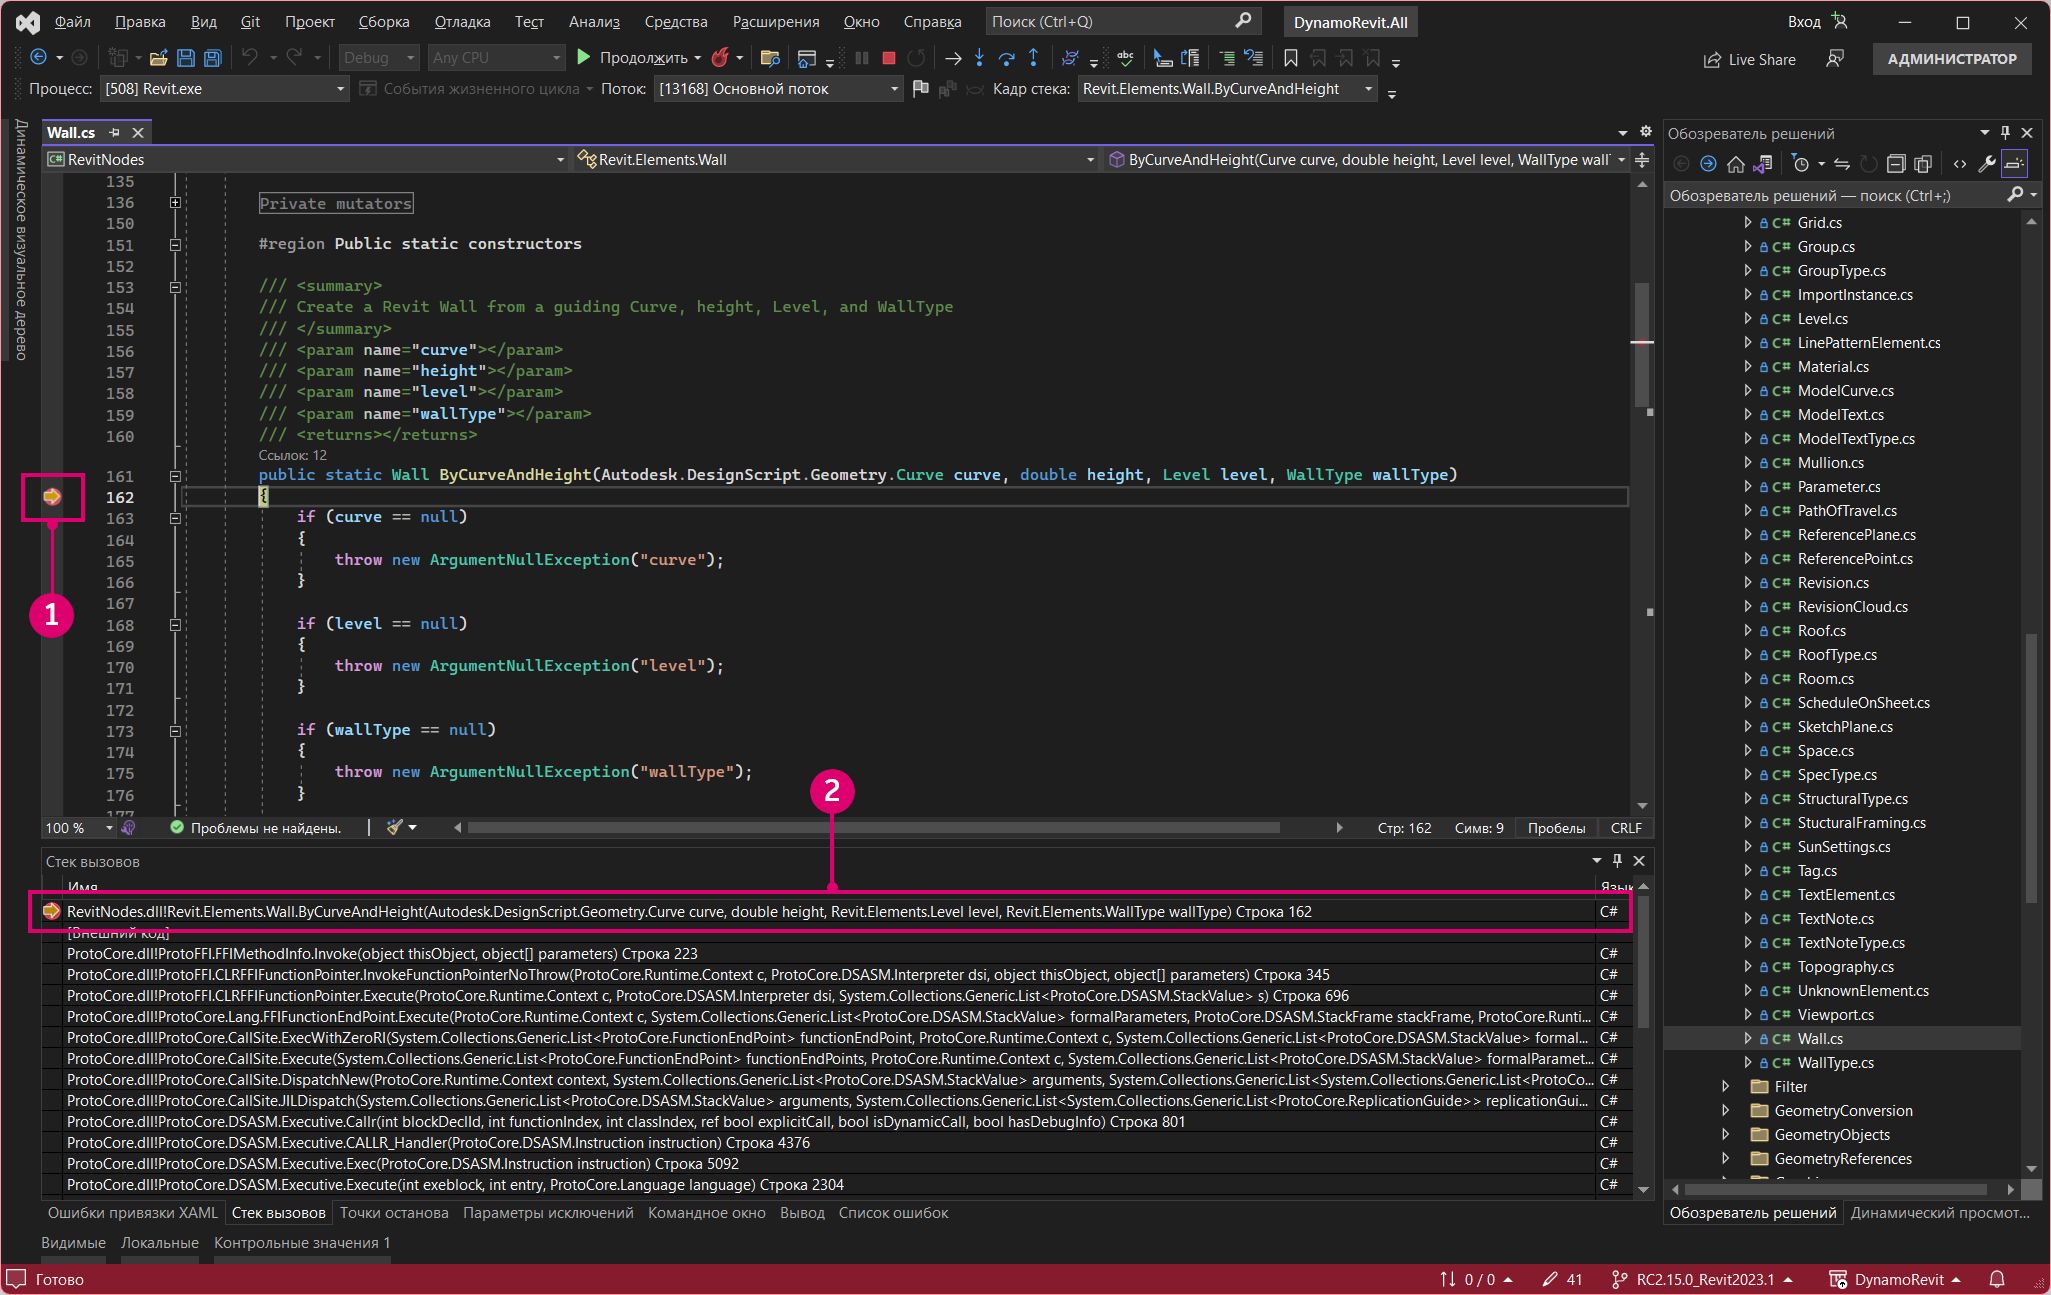 Файл Правка Вид Git Проект Сборка Отладка Тест Анализ Средства Расширения Окно Справка Поиск (Ctrl+Q) DynamoRevit.All Вход
Debug Any CPU Продолжить Live Share АДМИНИСТРАТОР
Процесс: [508] Revit.exe События жизненного цикла Поток: [13168] Основной поток Кадр стека: Revit.Elements.Wall.ByCurveAndHeight
Динамическое визуальное дерево
Wall.cs
RevitNodes Revit.Elements.Wall ByCurveAndHeight(Curve curve, double height, Level level, WallType wall
135
136 Private mutators
150
151 #region Public static constructors
152
153 /// <summary>
154 /// Create a Revit Wall from a guiding Curve, height, Level, and WallType
155 /// </summary>
156 /// <param name="curve"></param>
157 /// <param name="height"></param>
158 /// <param name="level"></param>
159 /// <param name="wallType"></param>
160 /// <returns></returns>
Ссылок: 12
161 public static Wall ByCurveAndHeight(Autodesk.DesignScript.Geometry.Curve curve, double height, Level level, WallType wallType)
162 {
163 if (curve == null)
164 {
165 throw new ArgumentNullException("curve");
166 }
167
168 if (level == null)
169 {
170 throw new ArgumentNullException("level");
171 }
172
173 if (wallType == null)
174 {
175 throw new ArgumentNullException("wallType");
176 }
177
1
2
100 % Проблемы не найдены. Стр: 162 Симв: 9 Пробелы CRLF
Стек вызовов
Имя Язык
RevitNodes.dll!Revit.Elements.Wall.ByCurveAndHeight(Autodesk.DesignScript.Geometry.Curve curve, double height, Revit.Elements.Level level, Revit.Elements.WallType wallType) Строка 162 C#
[Внешний код]
ProtoCore.dll!ProtoFFI.FFIMethodInfo.Invoke(object thisObject, object[] parameters) Строка 223 C#
ProtoCore.dll!ProtoFFI.CLRFFIFunctionPointer.InvokeFunctionPointerNoThrow(ProtoCore.Runtime.Context c, ProtoCore.DSASM.Interpreter dsi, object thisObject, object[] parameters) Строка 345 C#
ProtoCore.dll!ProtoFFI.CLRFFIFunctionPointer.Execute(ProtoCore.Runtime.Context c, ProtoCore.DSASM.Interpreter dsi, System.Collections.Generic.List<ProtoCore.DSASM.StackValue> s) Строка 696 C#
ProtoCore.dll!ProtoCore.Lang.FFIFunctionEndPoint.Execute(ProtoCore.Runtime.Context c, System.Collections.Generic.List<ProtoCore.DSASM.StackValue> formalParameters, ProtoCore.DSASM.StackFrame stackFrame, ProtoCore.Runti... C#
ProtoCore.dll!ProtoCore.CallSite.ExecWithZeroRI(System.Collections.Generic.List<ProtoCore.FunctionEndPoint> functionEndPoint, ProtoCore.Runtime.Context c, System.Collections.Generic.List<ProtoCore.DSASM.StackValue> formal... C#
ProtoCore.dll!ProtoCore.CallSite.Execute(System.Collections.Generic.List<ProtoCore.FunctionEndPoint> functionEndPoints, ProtoCore.Runtime.Context c, System.Collections.Generic.List<ProtoCore.DSASM.StackValue> formalParamet... C#
ProtoCore.dll!ProtoCore.CallSite.DispatchNew(ProtoCore.Runtime.Context context, System.Collections.Generic.List<ProtoCore.DSASM.StackValue> arguments, System.Collections.Generic.List<System.Collections.Generic.List<ProtoCo... C#
ProtoCore.dll!ProtoCore.CallSite.JILDispatch(System.Collections.Generic.List<ProtoCore.DSASM.StackValue> arguments, System.Collections.Generic.List<System.Collections.Generic.List<ProtoCore.ReplicationGuide>> replicationGui... C#
ProtoCore.dll!ProtoCore.DSASM.Executive.Callr(int blockDeclId, int functionIndex, int classIndex, ref bool explicitCall, bool isDynamicCall, bool hasDebugInfo) Строка 801 C#
ProtoCore.dll!ProtoCore.DSASM.Executive.CALLR_Handler(ProtoCore.DSASM.Instruction instruction) Строка 4376 C#
ProtoCore.dll!ProtoCore.DSASM.Executive.Exec(ProtoCore.DSASM.Instruction instruction) Строка 5092 C#
ProtoCore.dll!ProtoCore.DSASM.Executive.Execute(int exeblock, int entry, ProtoCore.Language language) Строка 2304 C#
Ошибки привязки XAML Стек вызовов Точки останова Параметры исключений Командное окно Вывод Список ошибок
Видимые Локальные Контрольные значения 1
Обозреватель решений
Обозреватель решений — поиск (Ctrl+;)
C# Grid.cs
C# Group.cs
C# GroupType.cs
C# ImportInstance.cs
C# Level.cs
C# LinePatternElement.cs
C# Material.cs
C# ModelCurve.cs
C# ModelText.cs
C# ModelTextType.cs
C# Mullion.cs
C# Parameter.cs
C# PathOfTravel.cs
C# ReferencePlane.cs
C# ReferencePoint.cs
C# Revision.cs
C# RevisionCloud.cs
C# Roof.cs
C# RoofType.cs
C# Room.cs
C# ScheduleOnSheet.cs
C# SketchPlane.cs
C# Space.cs
C# SpecType.cs
C# StructuralType.cs
C# StucturalFraming.cs
C# SunSettings.cs
C# Tag.cs
C# TextElement.cs
C# TextNote.cs
C# TextNoteType.cs
C# Topography.cs
C# UnknownElement.cs
C# Viewport.cs
C# Wall.cs
C# WallType.cs
Filter
GeometryConversion
GeometryObjects
GeometryReferences
Обозреватель решений Динамический просмот...
Готово 0 / 0 41 RC2.15.0_Revit2023.1 DynamoRevit